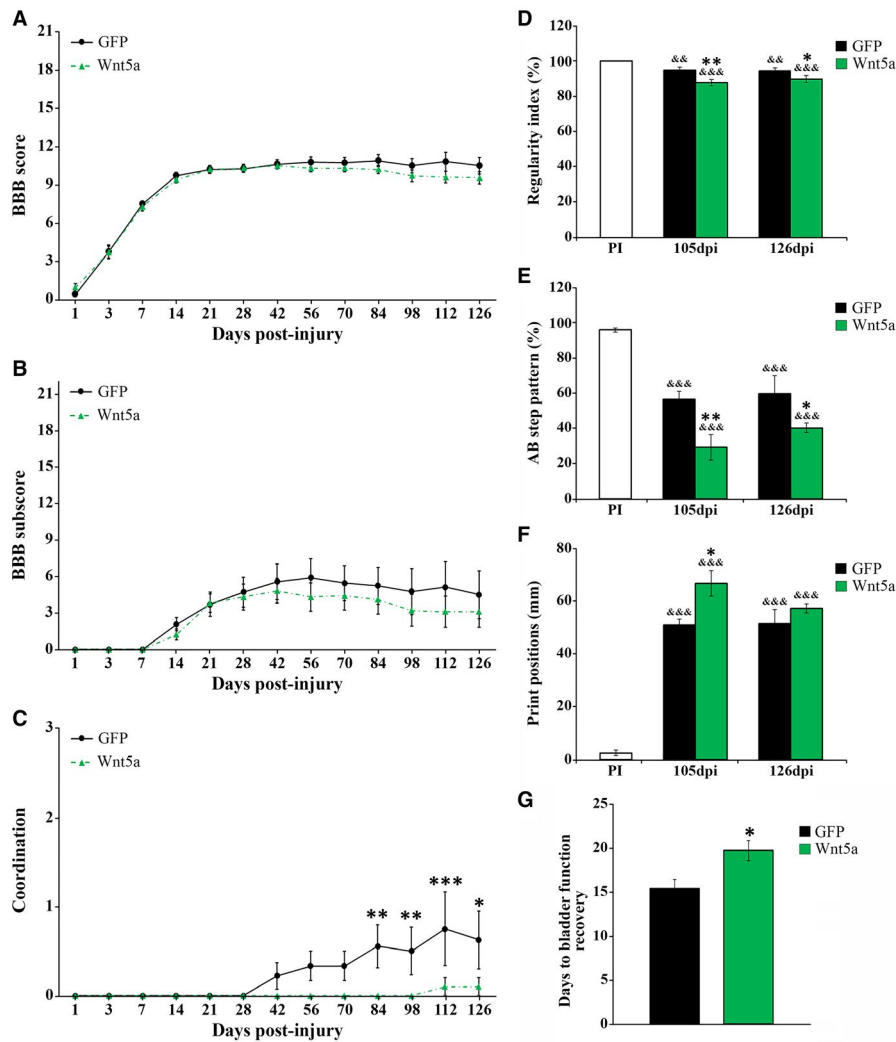 A
GFP
Wnt5a
BBB score
21
18
15
12
9
6
3
0
1 3 7 14 21 28 42 56 70 84 98 112 126
Days post-injury
B
GFP
Wnt5a
BBB subscore
21
18
15
12
9
6
3
0
1 3 7 14 21 28 42 56 70 84 98 112 126
Days post-injury
C
GFP
Wnt5a
Coordination
3
2
1
0
** ** *** *
1 3 7 14 21 28 42 56 70 84 98 112 126
Days post-injury
D
GFP
Wnt5a
Regularity index (%)
120
100
80
60
40
20
0
** *
&& &&& && &&&
PI 105dpi 126dpi
E
GFP
Wnt5a
AB step pattern (%)
120
100
80
60
40
20
0
&&& &&&
** *
&&& &&&
PI 105dpi 126dpi
F
GFP
Wnt5a
Print positions (mm)
80
60
40
20
0
*
&&& &&& &&& &&&
PI 105dpi 126dpi
G
GFP
Wnt5a
Days to bladder function
recovery
25
20
15
10
5
0
*